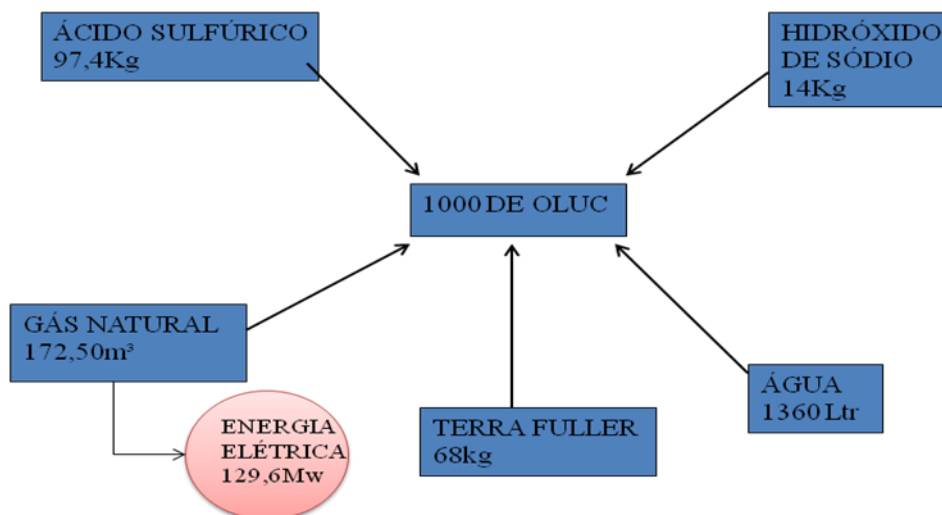 ÁCIDO SULFÚRICO
97,4Kg
HIDRÓXIDO
DE SÓDIO
14Kg
1000 DE OLUC
GÁS NATURAL
172,50m³
ENERGIA
ELÉTRICA
129,6Mw
TERRA FULLER
68kg
ÁGUA
1360 Ltr